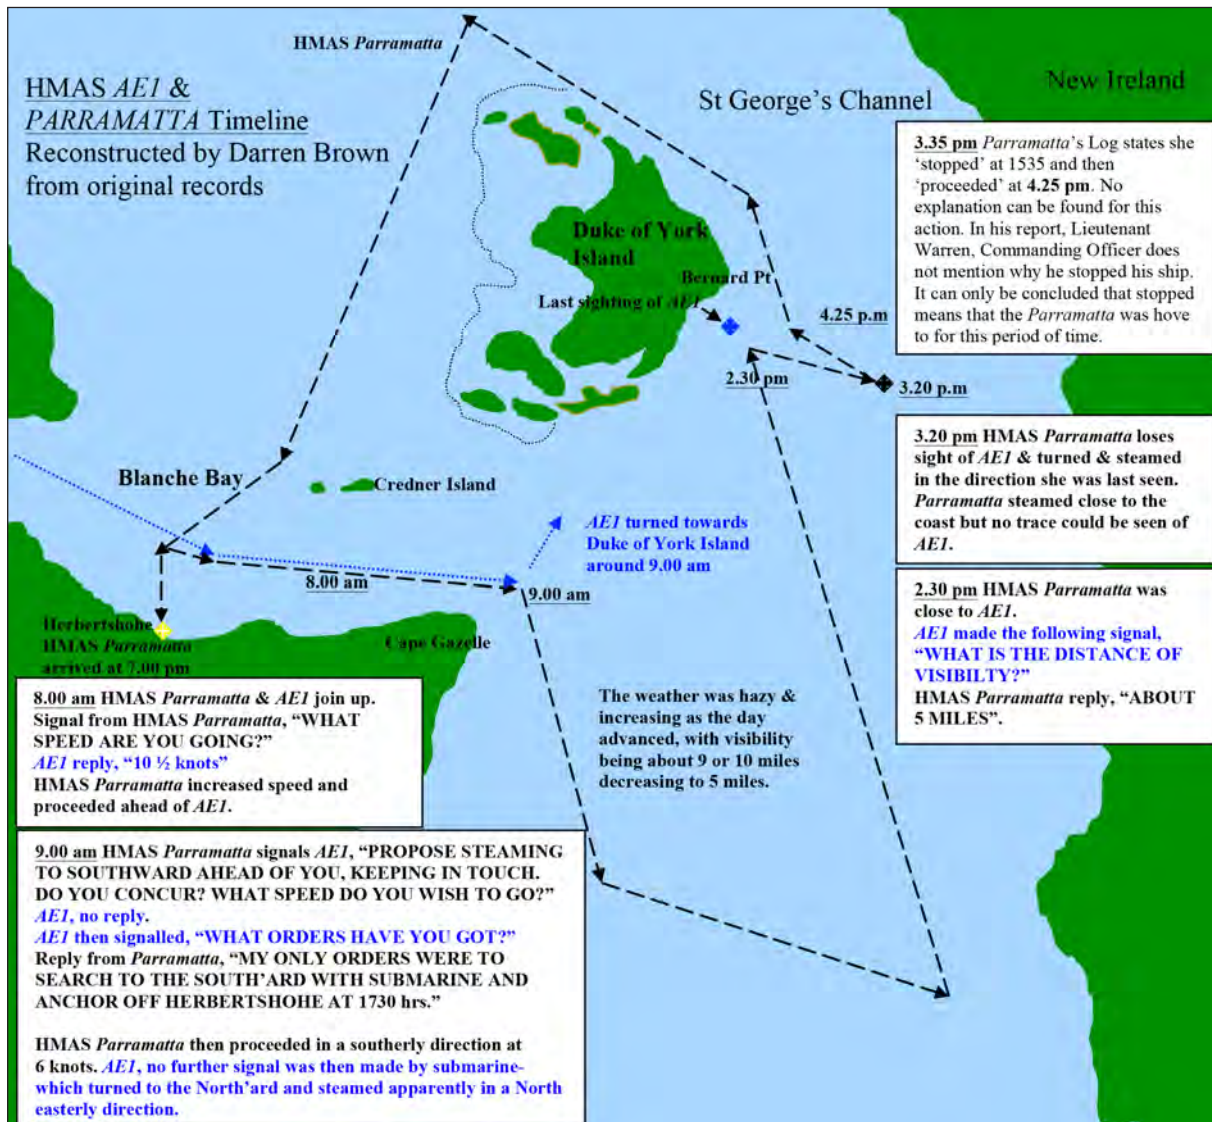 HMAS Parramatta
HMAS AE1 &
PARRAMATTA Timeline
Reconstructed by Darren Brown
from original records
St George's Channel
New Ireland
3.35 pm Parramatta's Log states she
'stopped' at 1535 and then
'proceeded' at 4.25 pm. No
explanation can be found for this
action. In his report, Lieutenant
Warren, Commanding Officer does
not mention why he stopped his ship.
It can only be concluded that stopped
means that the Parramatta was hove
to for this period of time.
Duke of York
Island
Bernard Pt
Last sighting of AE1
4.25 p.m
2.30 pm
3.20 p.m
3.20 pm HMAS Parramatta loses
sight of AE1 & turned & steamed
in the direction she was last seen.
Parramatta steamed close to the
coast but no trace could be seen of
AE1.
Blanche Bay
Credner Island
AE1 turned towards
Duke of York Island
around 9.00 am
8.00 am
9.00 am
2.30 pm HMAS Parramatta was
close to AE1.
AE1 made the following signal,
“WHAT IS THE DISTANCE OF
VISIBILTY?”
HMAS Parramatta reply, “ABOUT
5 MILES”.
Herbertshohe
HMAS Parramatta
arrived at 7.00 pm
Cape Gazelle
8.00 am HMAS Parramatta & AE1 join up.
Signal from HMAS Parramatta, “WHAT
SPEED ARE YOU GOING?”
AE1 reply, “10 ½ knots”
HMAS Parramatta increased speed and
proceeded ahead of AE1.
The weather was hazy &
increasing as the day
advanced, with visibility
being about 9 or 10 miles
decreasing to 5 miles.
9.00 am HMAS Parramatta signals AE1, “PROPOSE STEAMING
TO SOUTHWARD AHEAD OF YOU, KEEPING IN TOUCH.
DO YOU CONCUR? WHAT SPEED DO YOU WISH TO GO?”
AE1, no reply.
AE1 then signalled, “WHAT ORDERS HAVE YOU GOT?”
Reply from Parramatta, “MY ONLY ORDERS WERE TO
SEARCH TO THE SOUTH'ARD WITH SUBMARINE AND
ANCHOR OFF HERBERTSHOHE AT 1730 hrs.”
HMAS Parramatta then proceeded in a southerly direction at
6 knots. AE1, no further signal was then made by submarine-
which turned to the North'ard and steamed apparently in a North
easterly direction.